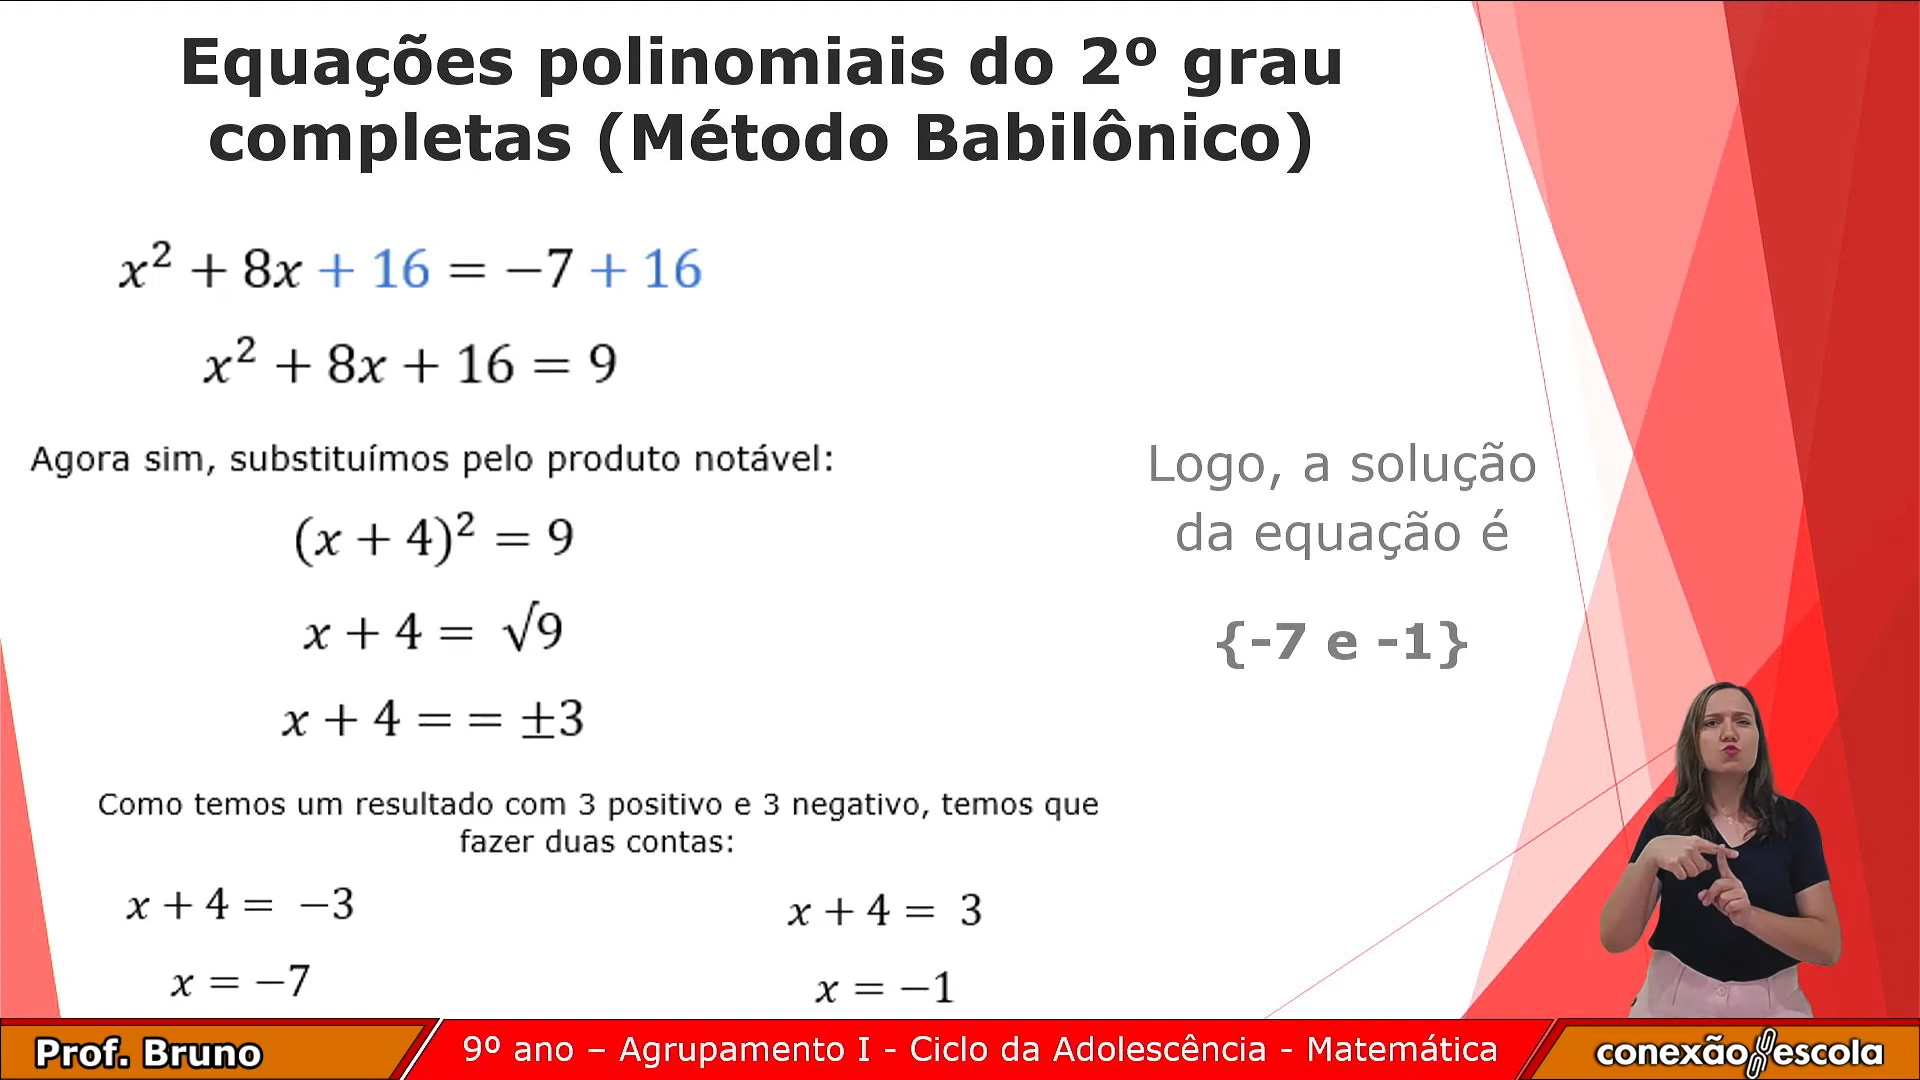 Equações polinomiais do 2º grau
completas (Método Babilônico)
x² + 8x + 16 = −7 + 16
x² + 8x + 16 = 9
Agora sim, substituímos pelo produto notável:
(x + 4)² = 9
x + 4 = √9
x + 4 = = ±3
Como temos um resultado com 3 positivo e 3 negativo, temos que
fazer duas contas:
x + 4 = −3
x = −7
x + 4 = 3
x = −1
Logo, a solução
da equação é
{-7 e -1}
Prof. Bruno
9º ano – Agrupamento I - Ciclo da Adolescência - Matemática
conexão escola